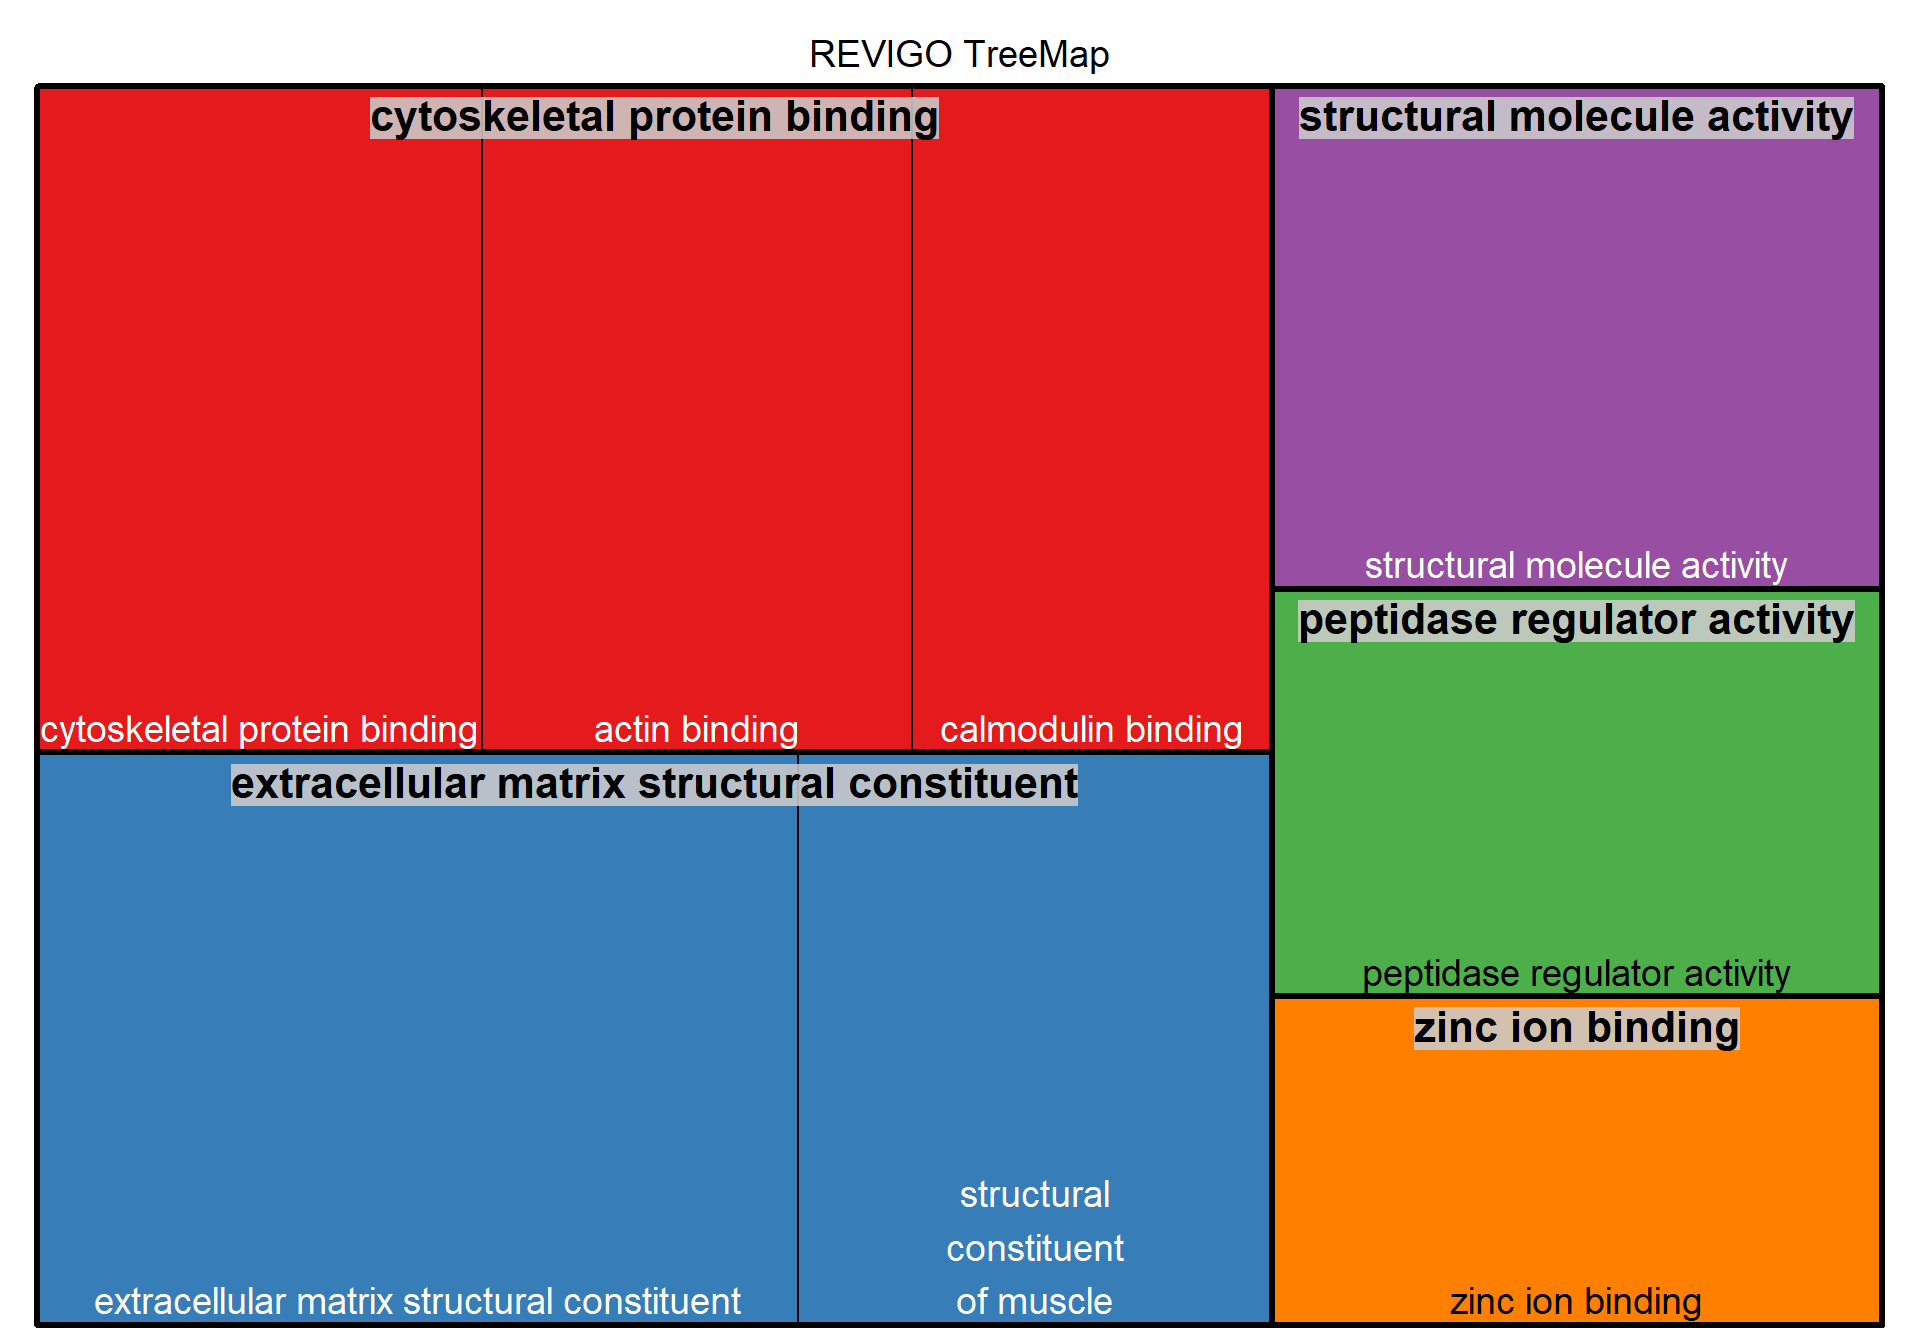 REVIGO TreeMap
cytoskeletal protein binding
cytoskeletal protein binding
actin binding
calmodulin binding
extracellular matrix structural constituent
extracellular matrix structural constituent
structural
constituent
of muscle
structural molecule activity
structural molecule activity
peptidase regulator activity
peptidase regulator activity
zinc ion binding
zinc ion binding